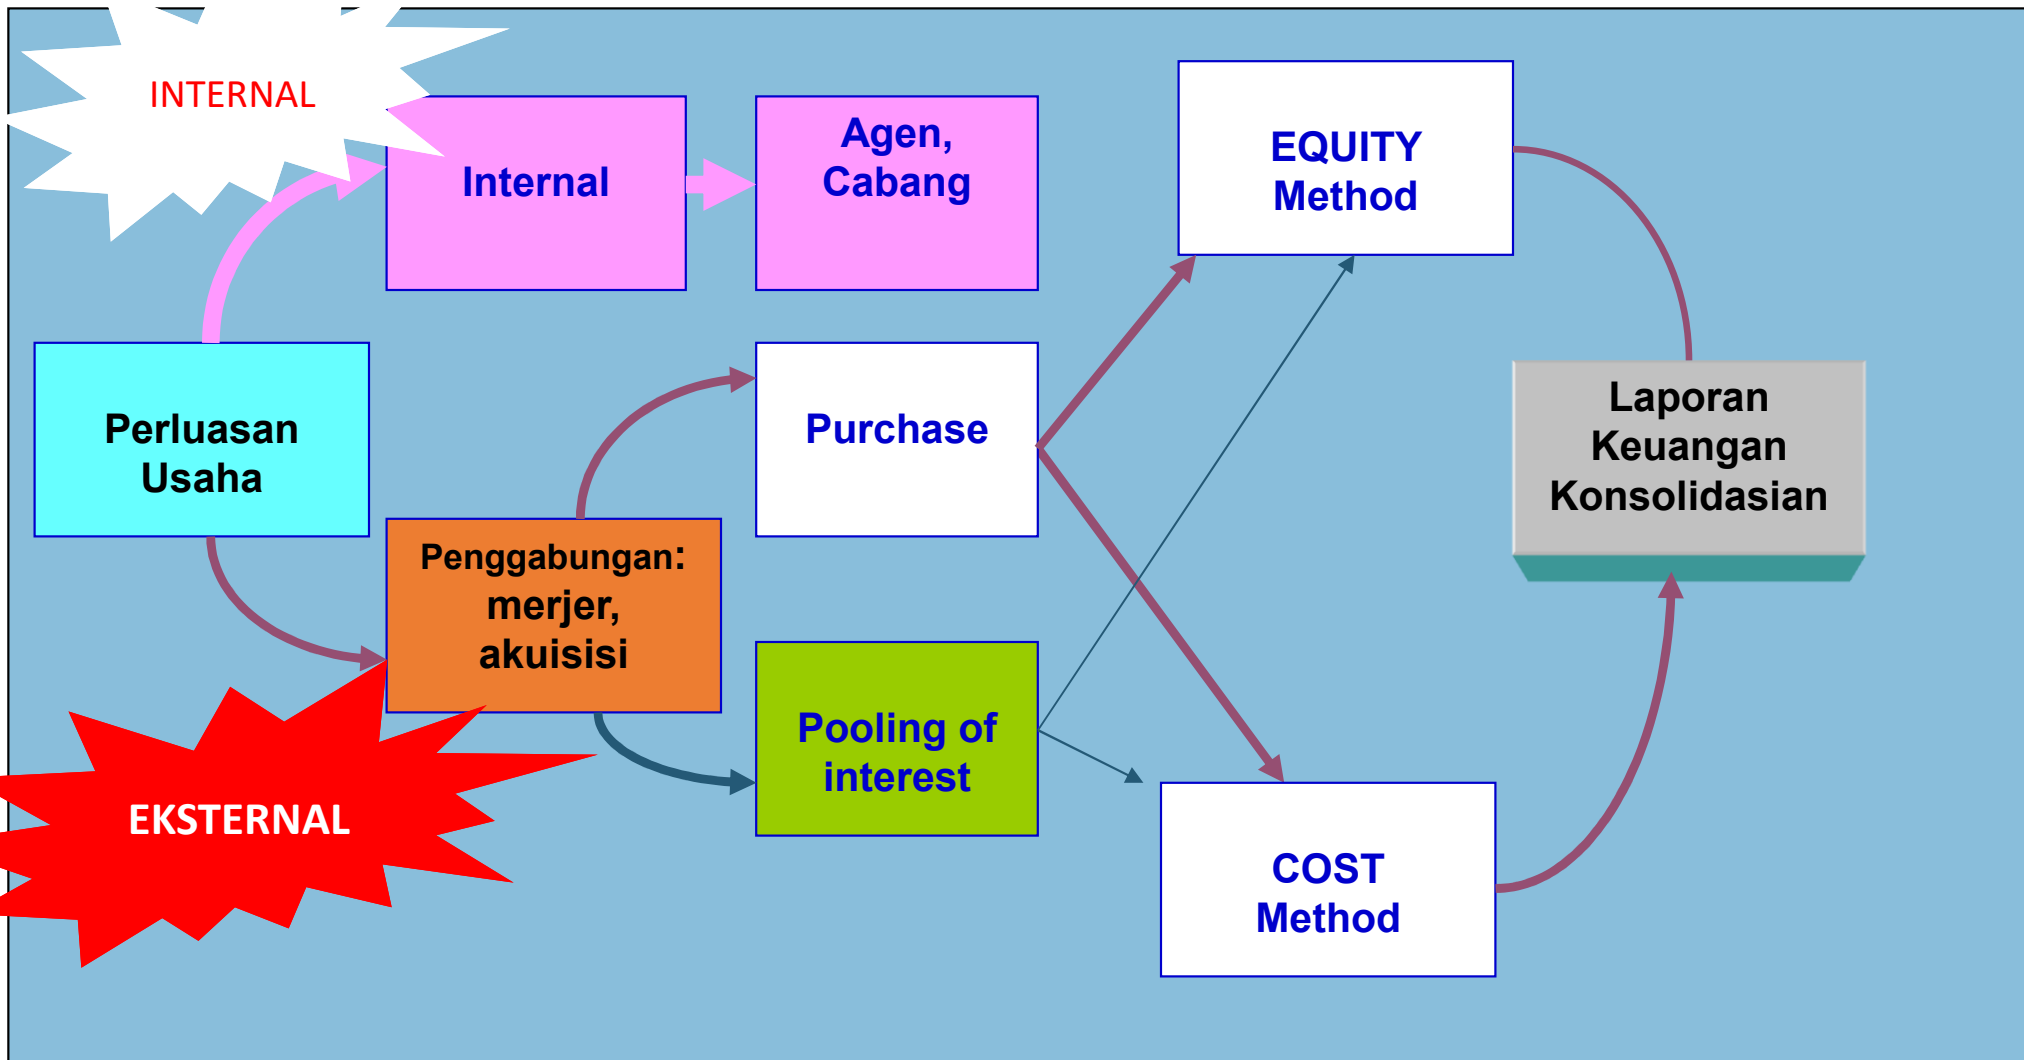 INTERNAL
Internal
Agen,
Cabang
EQUITY
Method
Perluasan
Usaha
Purchase
Laporan
Keuangan
Konsolidasian
Penggabungan:
merjer,
akuisisi
Pooling of
interest
EKSTERNAL
COST
Method